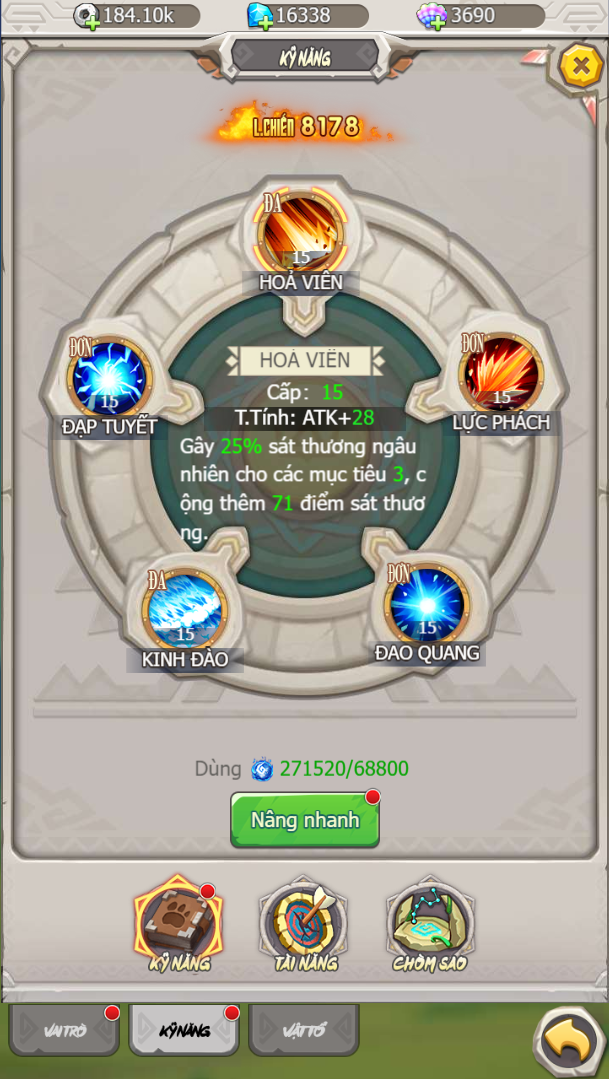 184.10k 16338 3690
KỸ NĂNG
L.CHIẾN 8178
ĐA
15
HOẢ VIÊN
ĐƠN
15
ĐẠP TUYẾT
ĐƠN
15
LỰC PHÁCH
HOẢ VIÊN
Cấp: 15
T.Tính: ATK+28
Gây 25% sát thương ngâu
nhiên cho các mục tiêu 3, c
ộng thêm 71 điểm sát thươ
ng.
ĐA
15
KINH ĐÀO
ĐƠN
15
ĐAO QUANG
Dùng 271520/68800
Nâng nhanh
KỸ NĂNG TÀI NĂNG CHÒM SAO
VAI TRÒ KỸ NĂNG VẬT TỔ